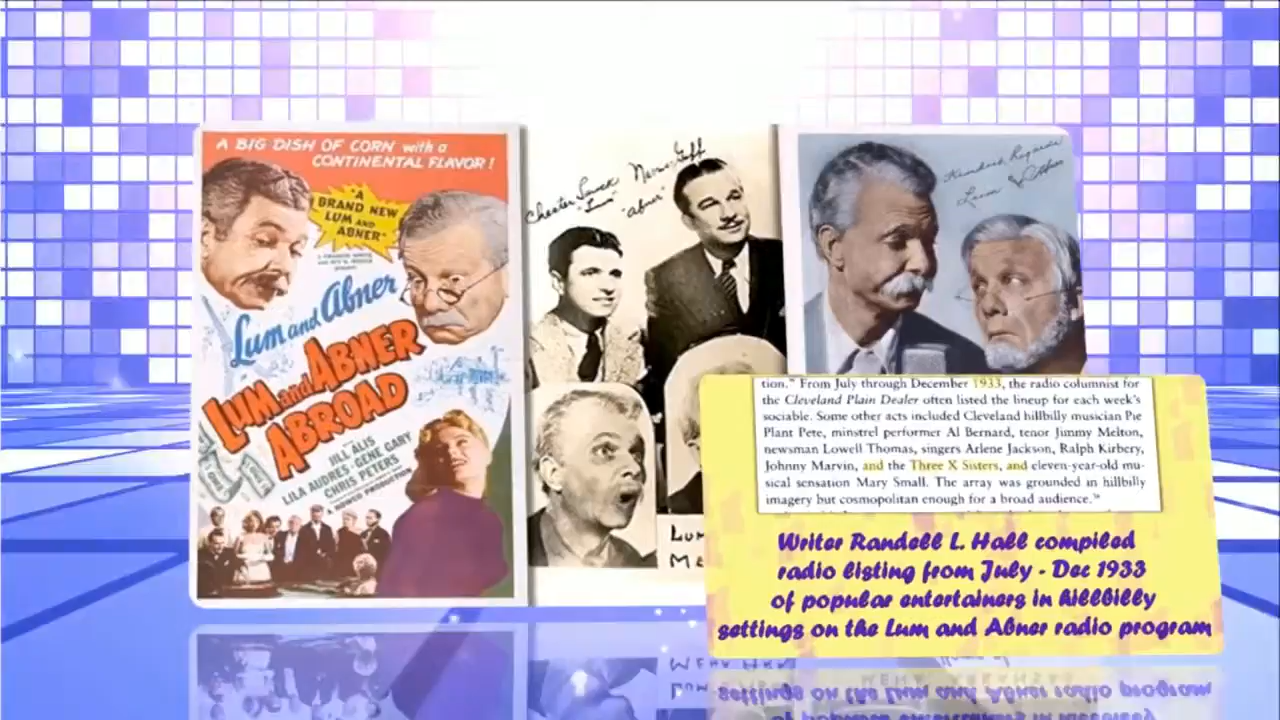 A BIG DISH OF CORN with a
CONTINENTAL FLAVOR!
"A
BRAND NEW
LUM AND
ABNER"
Lum and Abner
LUM and ABNER
ABROAD
JILL ALIS
LILA AUDRES · GENE GARY
CHRIS PETERS
Chester Lauck
"Lum"
Norris Goff
"abner"
Kindest Regards
Lum & Abner
LUM
ME
tion." From July through December 1933, the radio columnist for
the Cleveland Plain Dealer often listed the lineup for each week's
sociable. Some other acts included Cleveland hillbilly musician Pie
Plant Pete, minstrel performer Al Bernard, tenor Jimmy Melton,
newsman Lowell Thomas, singers Arlene Jackson, Ralph Kirbery,
Johnny Marvin, and the Three X Sisters, and eleven-year-old mu-
sical sensation Mary Small. The array was grounded in hillbilly
imagery but cosmopolitan enough for a broad audience."
Writer Randell L. Hall compiled
radio listing from July - Dec 1933
of popular entertainers in hillbilly
settings on the Lum and Abner radio program